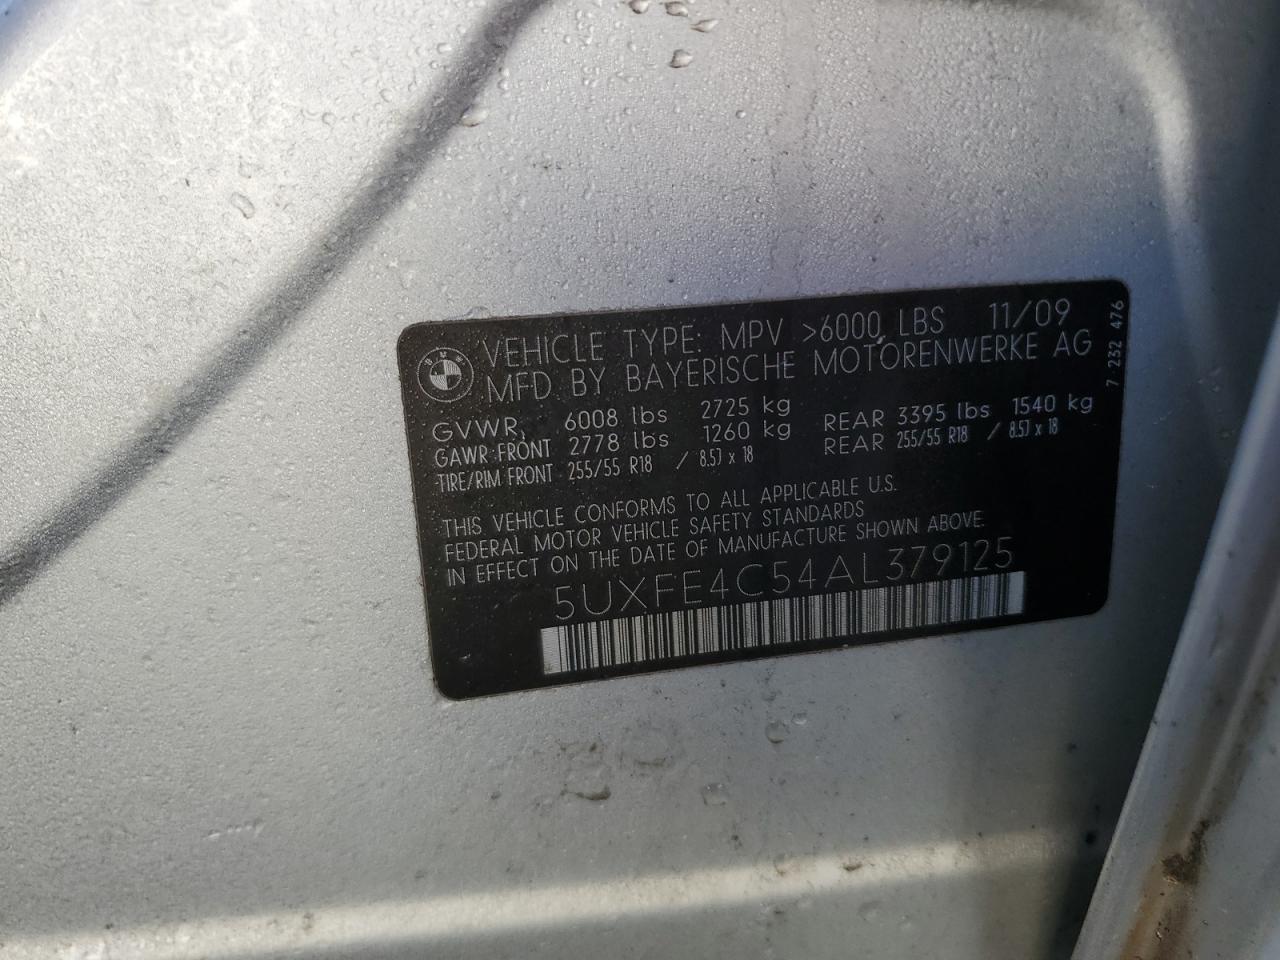 VEHICLE TYPE: MPV >6000 LBS 11/09
MFD BY BAYERISCHE MOTORENWERKE AG
7 232 476
GVWR, 6008 lbs 2725 kg
GAWR:FRONT 2778 lbs 1260 kg REAR 3395 lbs 1540 kg
TIRE/RIM FRONT 255/55 R18 / 8.5J x 18 REAR 255/55 R18 / 8.5J x 18
THIS VEHICLE CONFORMS TO ALL APPLICABLE U.S.
FEDERAL MOTOR VEHICLE SAFETY STANDARDS
IN EFFECT ON THE DATE OF MANUFACTURE SHOWN ABOVE.
5UXFE4C54AL379125
BMW